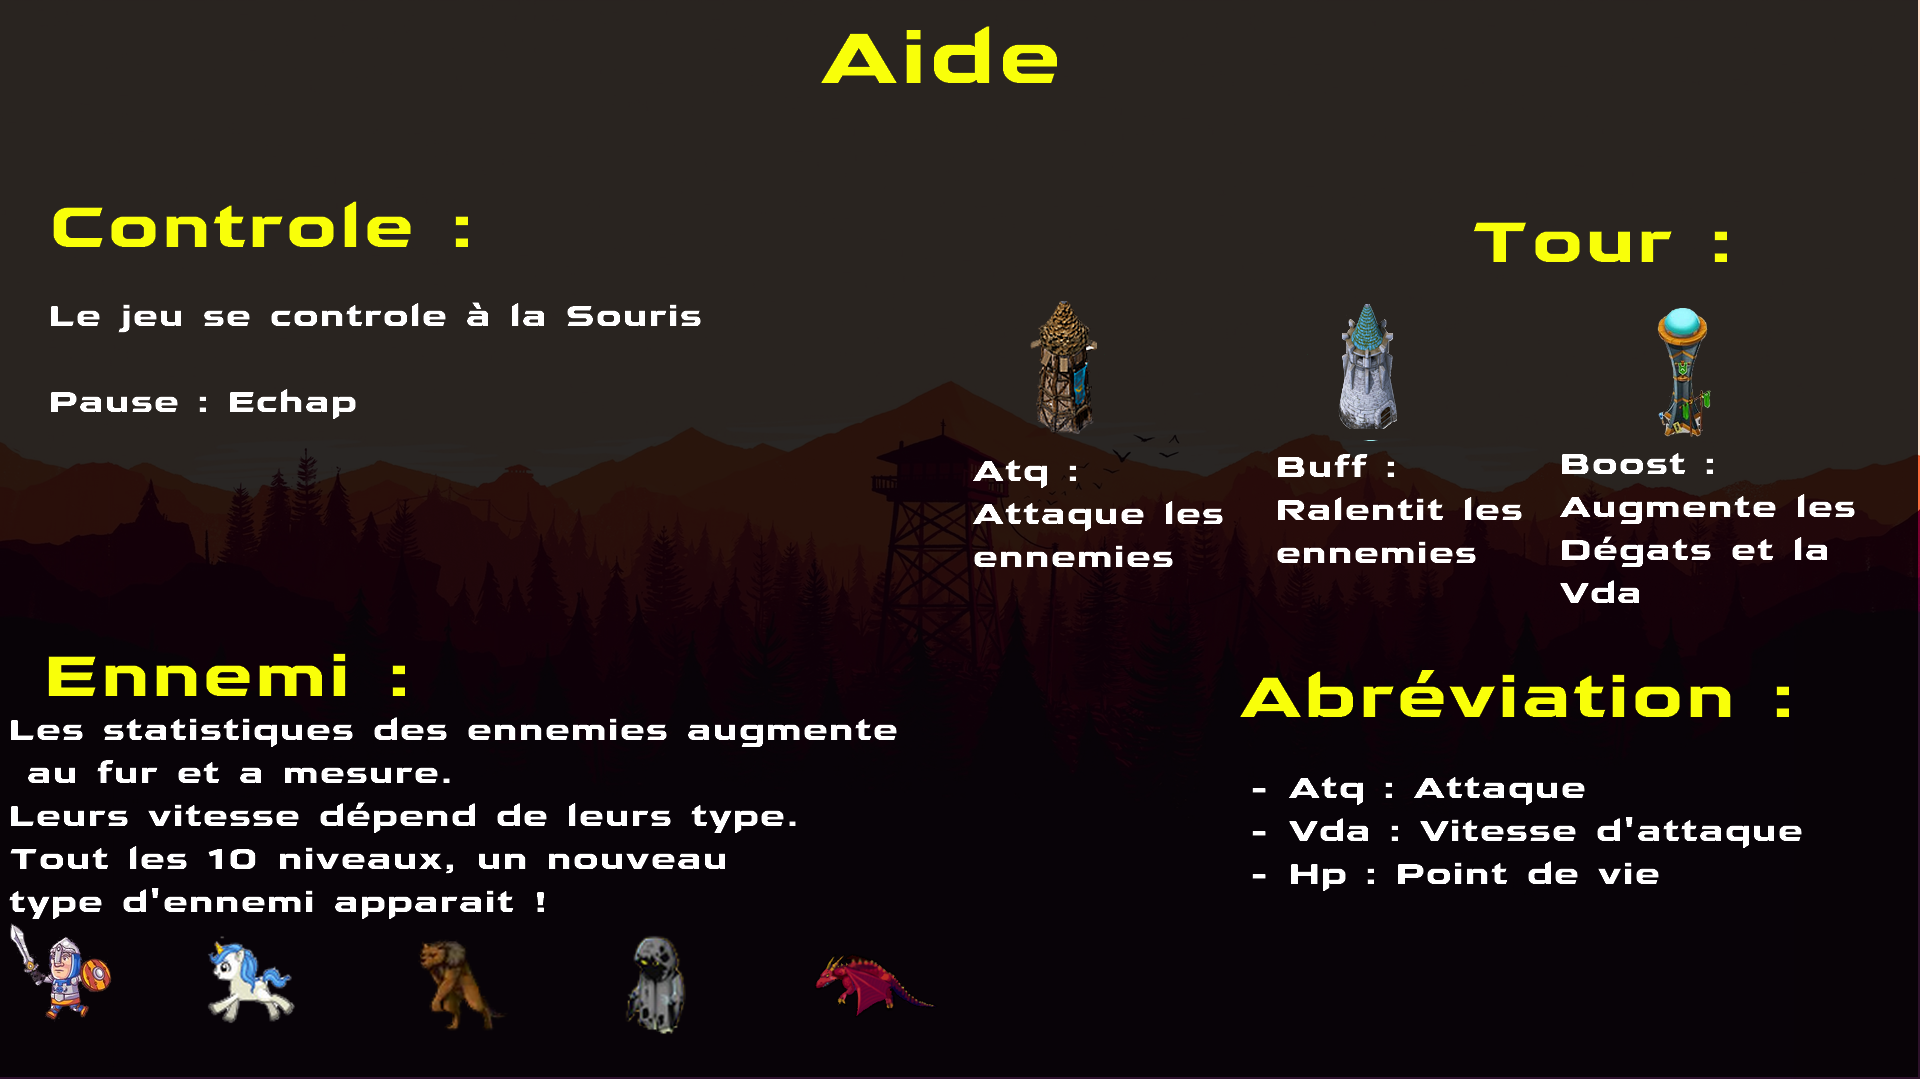 Aide
Controle :
Le jeu se controle à la Souris
Pause : Echap
Tour :
Atq :
Attaque les
ennemies
Buff :
Ralentit les
ennemies
Boost :
Augmente les
Dégats et la
Vda
Ennemi :
Les statistiques des ennemies augmente
au fur et a mesure.
Leurs vitesse dépend de leurs type.
Tout les 10 niveaux, un nouveau
type d'ennemi apparait !
Abréviation :
- Atq : Attaque
- Vda : Vitesse d'attaque
- Hp : Point de vie